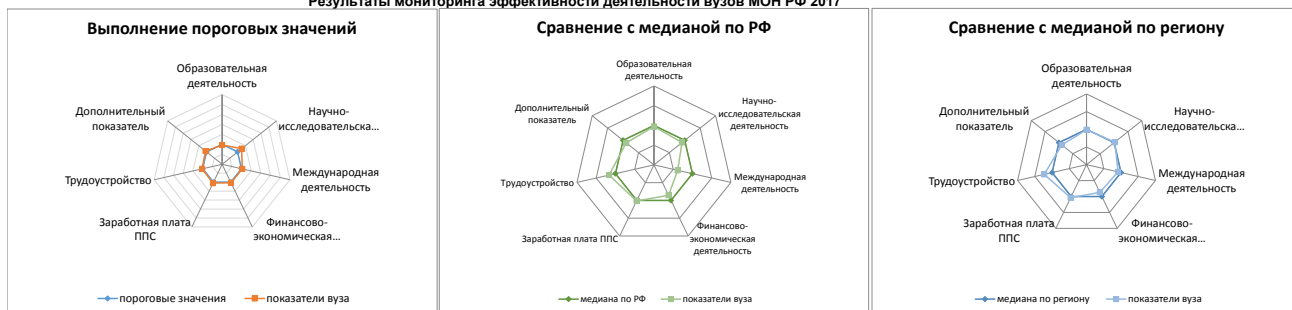 Результаты мониторинга эффективности деятельности вузов МОН РФ 2017
Выполнение пороговых значений
Образовательная
деятельность
Научно-
исследовательска...
Международная
деятельность
Финансово-
экономическая...
Заработная плата
ППС
Трудоустройство
Дополнительный
показатель
пороговые значения
показатели вуза
Сравнение с медианой по РФ
Образовательная
деятельность
Научно-
исследовательская
деятельность
Международная
деятельность
Финансово-
экономическая деятельность
Заработная плата ППС
Трудоустройство
Дополнительный
показатель
медиана по РФ
показатели вуза
Сравнение с медианой по региону
Образовательная
деятельность
Научно-
исследовательска...
Международная
деятельность
Финансово-
экономическая...
Заработная плата
ППС
Трудоустройство
Дополнительный
показатель
медиана по региону
показатели вуза